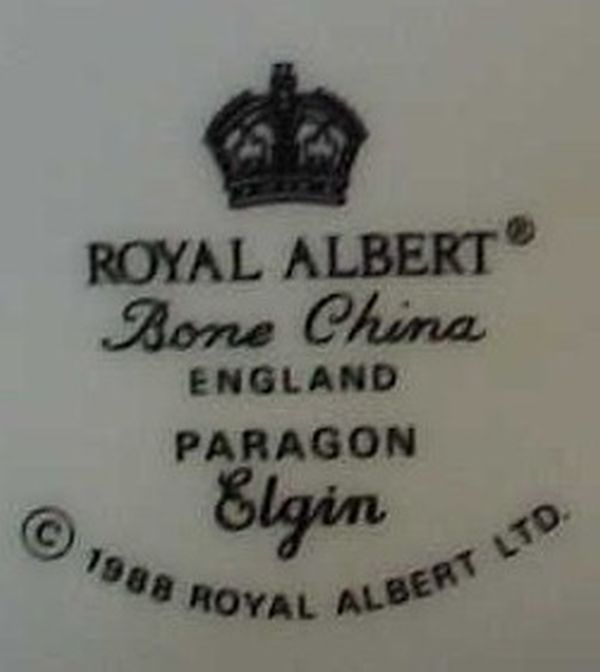 ROYAL ALBERT®
Bone China
ENGLAND
PARAGON
Elgin
© 1988 ROYAL ALBERT LTD.